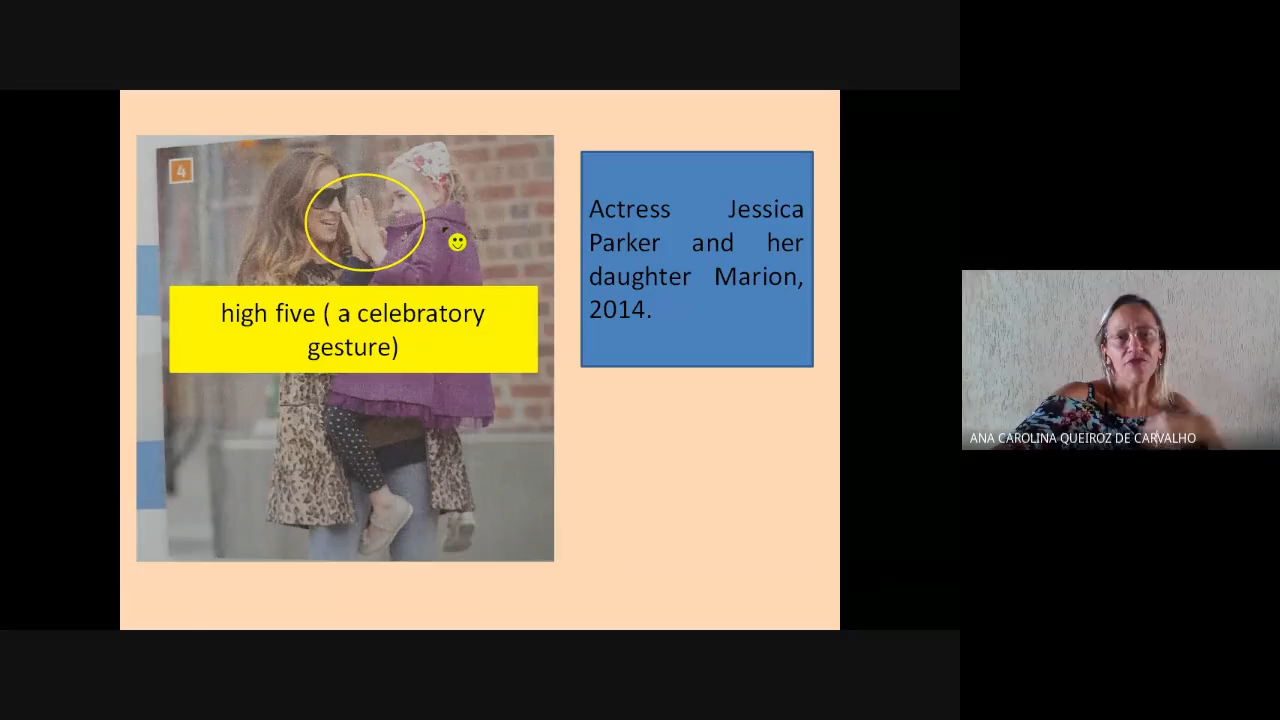 4
high five ( a celebratory
gesture)
Actress Jessica
Parker and her
daughter Marion,
2014.
ANA CAROLINA QUEIROZ DE CARVALHO